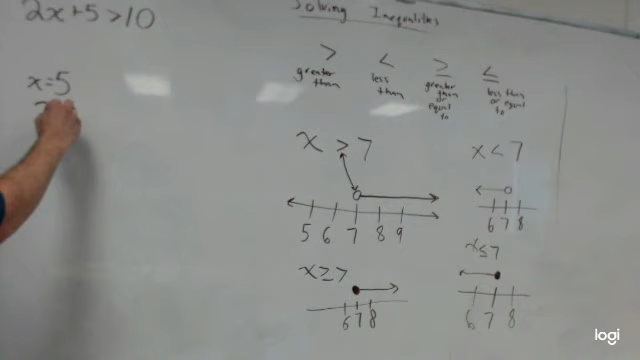 2x+5>10
x=5
Solving Inequalities
> < ≥ ≤
greater than
less than
greater than or equal to
less than or equal to
x > 7
5 6 7 8 9
x < 7
6 7 8
x ≥ 7
6 7 8
x ≤ 7
6 7 8
logi